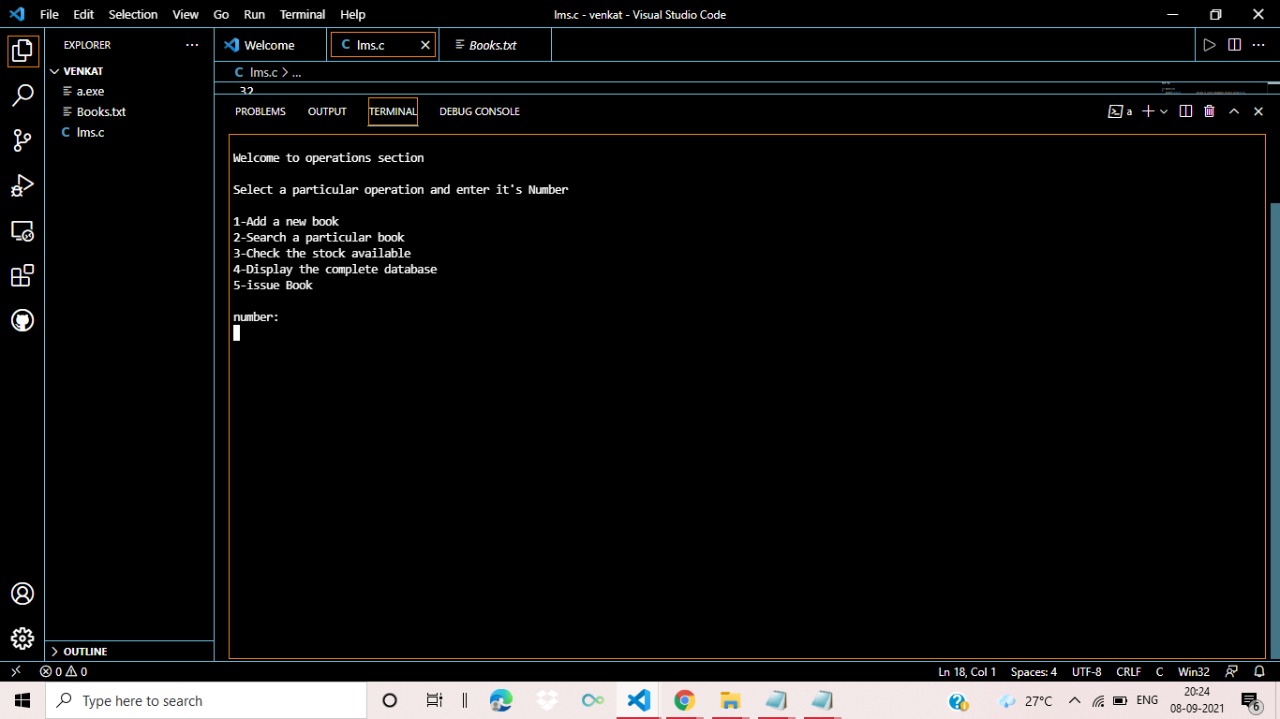 File Edit Selection View Go Run Terminal Help lms.c - venkat - Visual Studio Code
EXPLORER
Welcome
lms.c
Books.txt
VENKAT
lms.c > ...
a.exe
32
Books.txt
PROBLEMS OUTPUT TERMINAL DEBUG CONSOLE
a
lms.c
Welcome to operations section
Select a particular operation and enter it's Number
1-Add a new book
2-Search a particular book
3-Check the stock available
4-Display the complete database
5-issue Book
number:
OUTLINE
0 0
Ln 18, Col 1 Spaces: 4 UTF-8 CRLF C Win32
Type here to search
27°C
ENG
20:24
08-09-2021
6